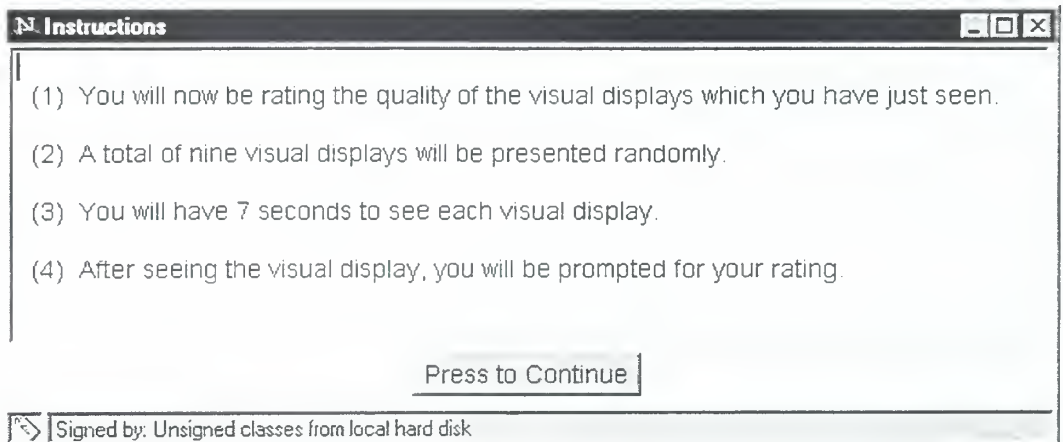 N Instructions
(1) You will now be rating the quality of the visual displays which you have just seen.
(2) A total of nine visual displays will be presented randomly.
(3) You will have 7 seconds to see each visual display.
(4) After seeing the visual display, you will be prompted for your rating.
Press to Continue
Signed by: Unsigned classes from local hard disk